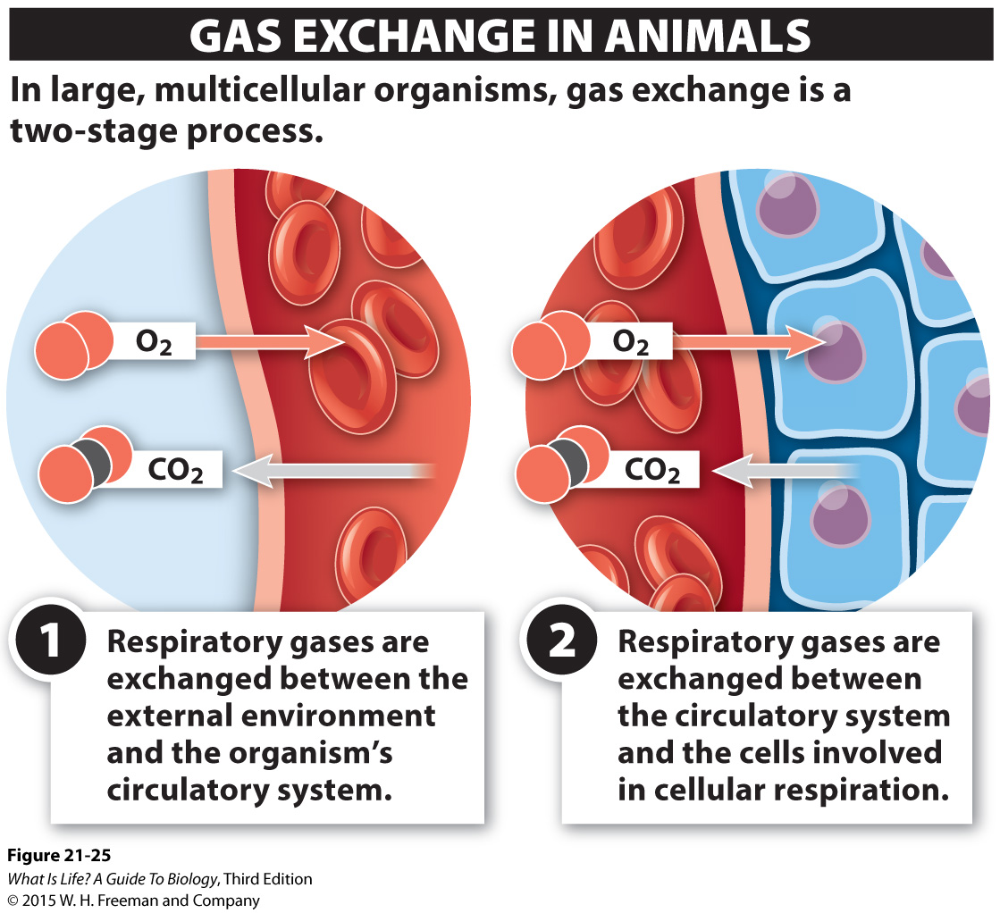 GAS EXCHANGE IN ANIMALS
In large, multicellular organisms, gas exchange is a
two-stage process.
O₂
CO₂
O₂
CO₂
1
Respiratory gases are
exchanged between the
external environment
and the organism's
circulatory system.
2
Respiratory gases are
exchanged between
the circulatory system
and the cells involved
in cellular respiration.
Figure 21-25
What Is Life? A Guide To Biology, Third Edition
© 2015 W. H. Freeman and Company